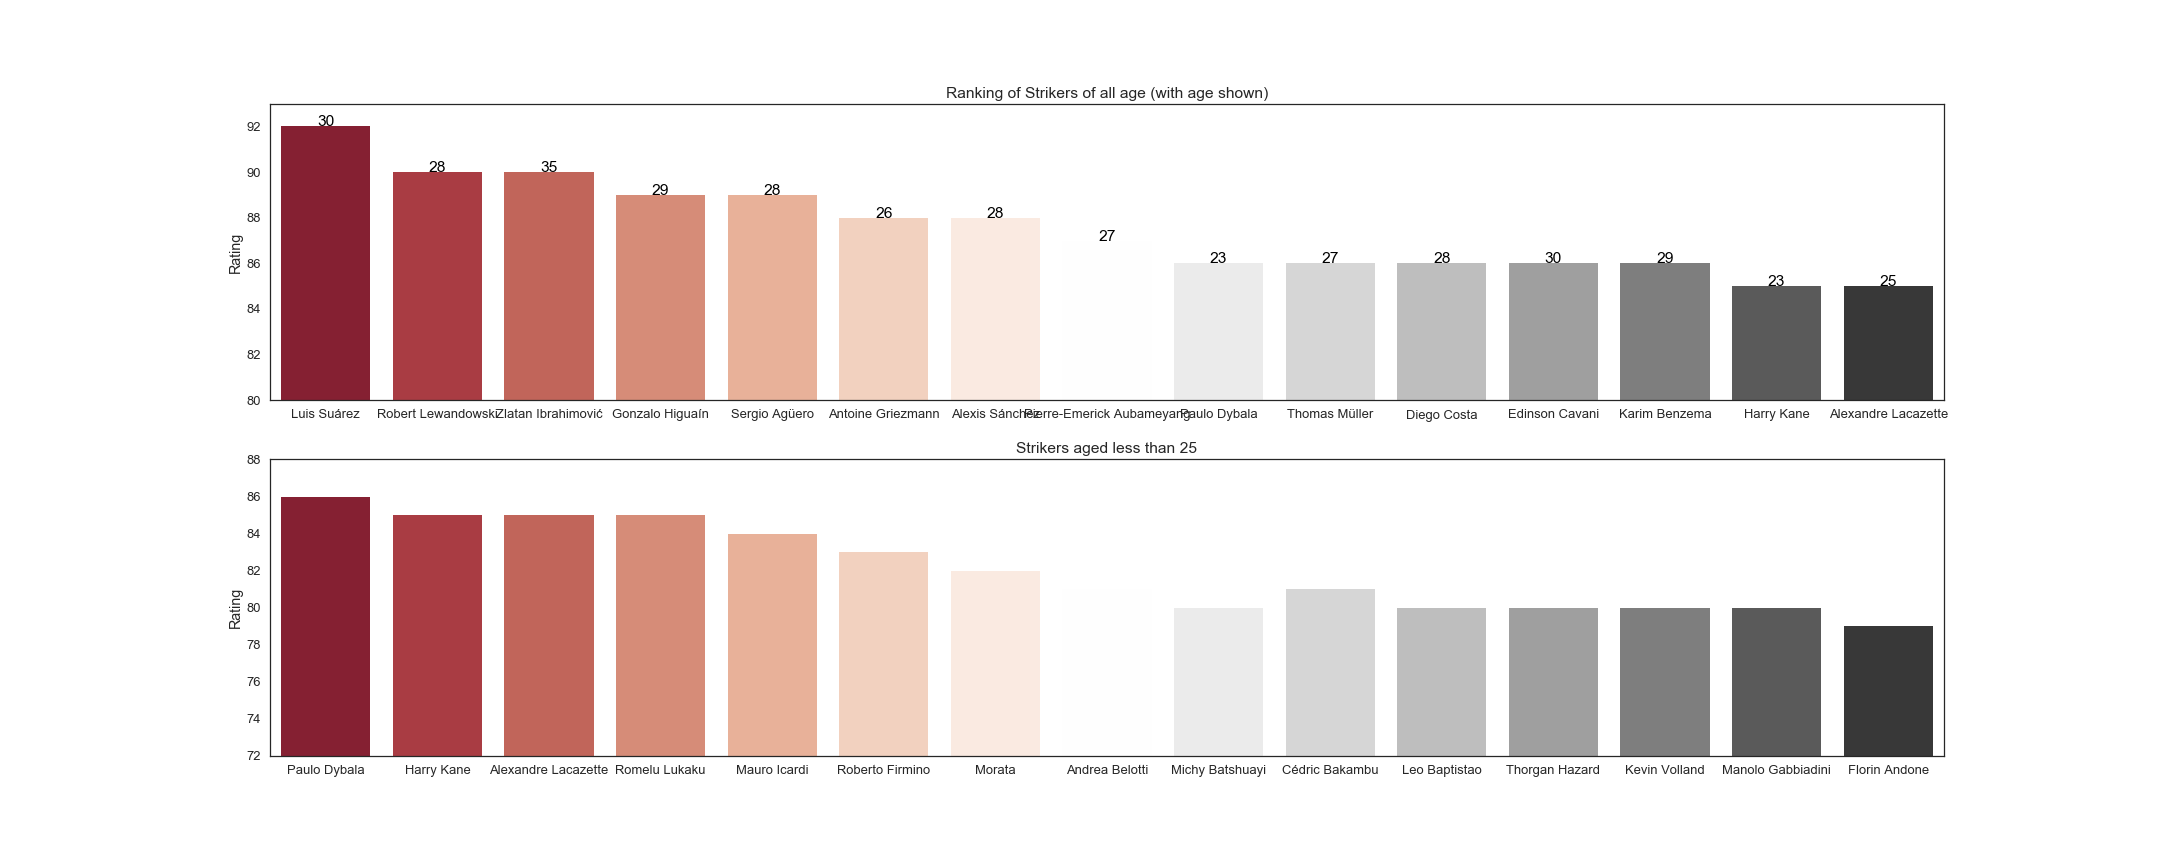 Ranking of Strikers of all age (with age shown)
30
28
35
29
28
26
28
27
23
27
28
30
29
23
25
92
90
88
86
84
82
80
Rating
Luis Suárez
Robert Lewandowski
Zlatan Ibrahimović
Gonzalo Higuaín
Sergio Agüero
Antoine Griezmann
Alexis Sánchez
Pierre-Emerick Aubameyang
Paulo Dybala
Thomas Müller
Diego Costa
Edinson Cavani
Karim Benzema
Harry Kane
Alexandre Lacazette
Strikers aged less than 25
88
86
84
82
80
78
76
74
72
Rating
Paulo Dybala
Harry Kane
Alexandre Lacazette
Romelu Lukaku
Mauro Icardi
Roberto Firmino
Morata
Andrea Belotti
Michy Batshuayi
Cédric Bakambu
Leo Baptistao
Thorgan Hazard
Kevin Volland
Manolo Gabbiadini
Florin Andone